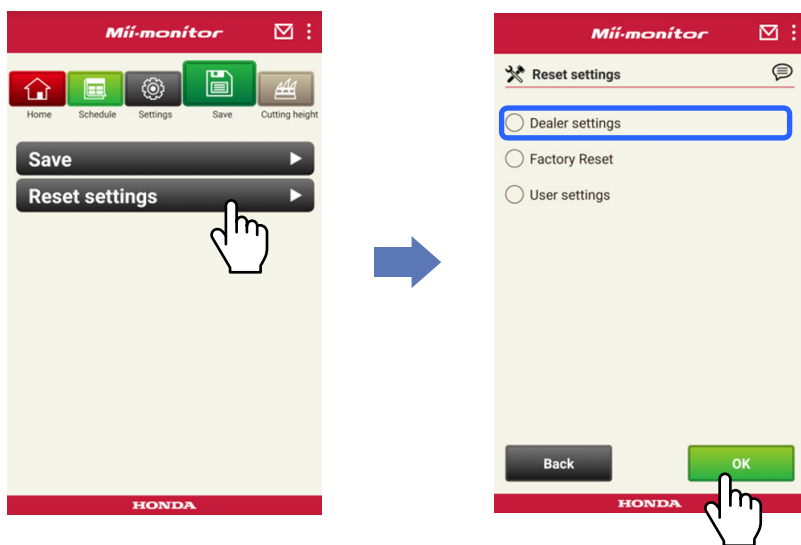 Mii-monitor
Home Schedule Settings Save Cutting height
Save
Reset settings
HONDA
Mii-monitor
Reset settings
Dealer settings
Factory Reset
User settings
Back OK
HONDA